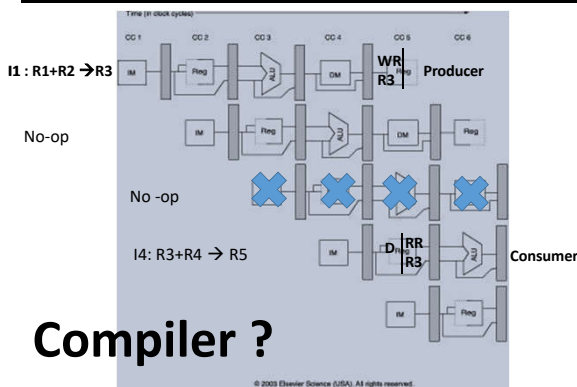 Time (in clock cycles)
CC 1 CC 2 CC 3 CC 4 CC 5 CC 6
I1 : R1+R2 → R3 IM Reg ALU DM WR Reg Producer
R3
No-op IM Reg ALU DM Reg
No -op
I4: R3+R4 → R5 IM D Reg RR ALU Consumer
R3
IM Reg
Compiler ?
© 2003 Elsevier Science (USA). All rights reserved.